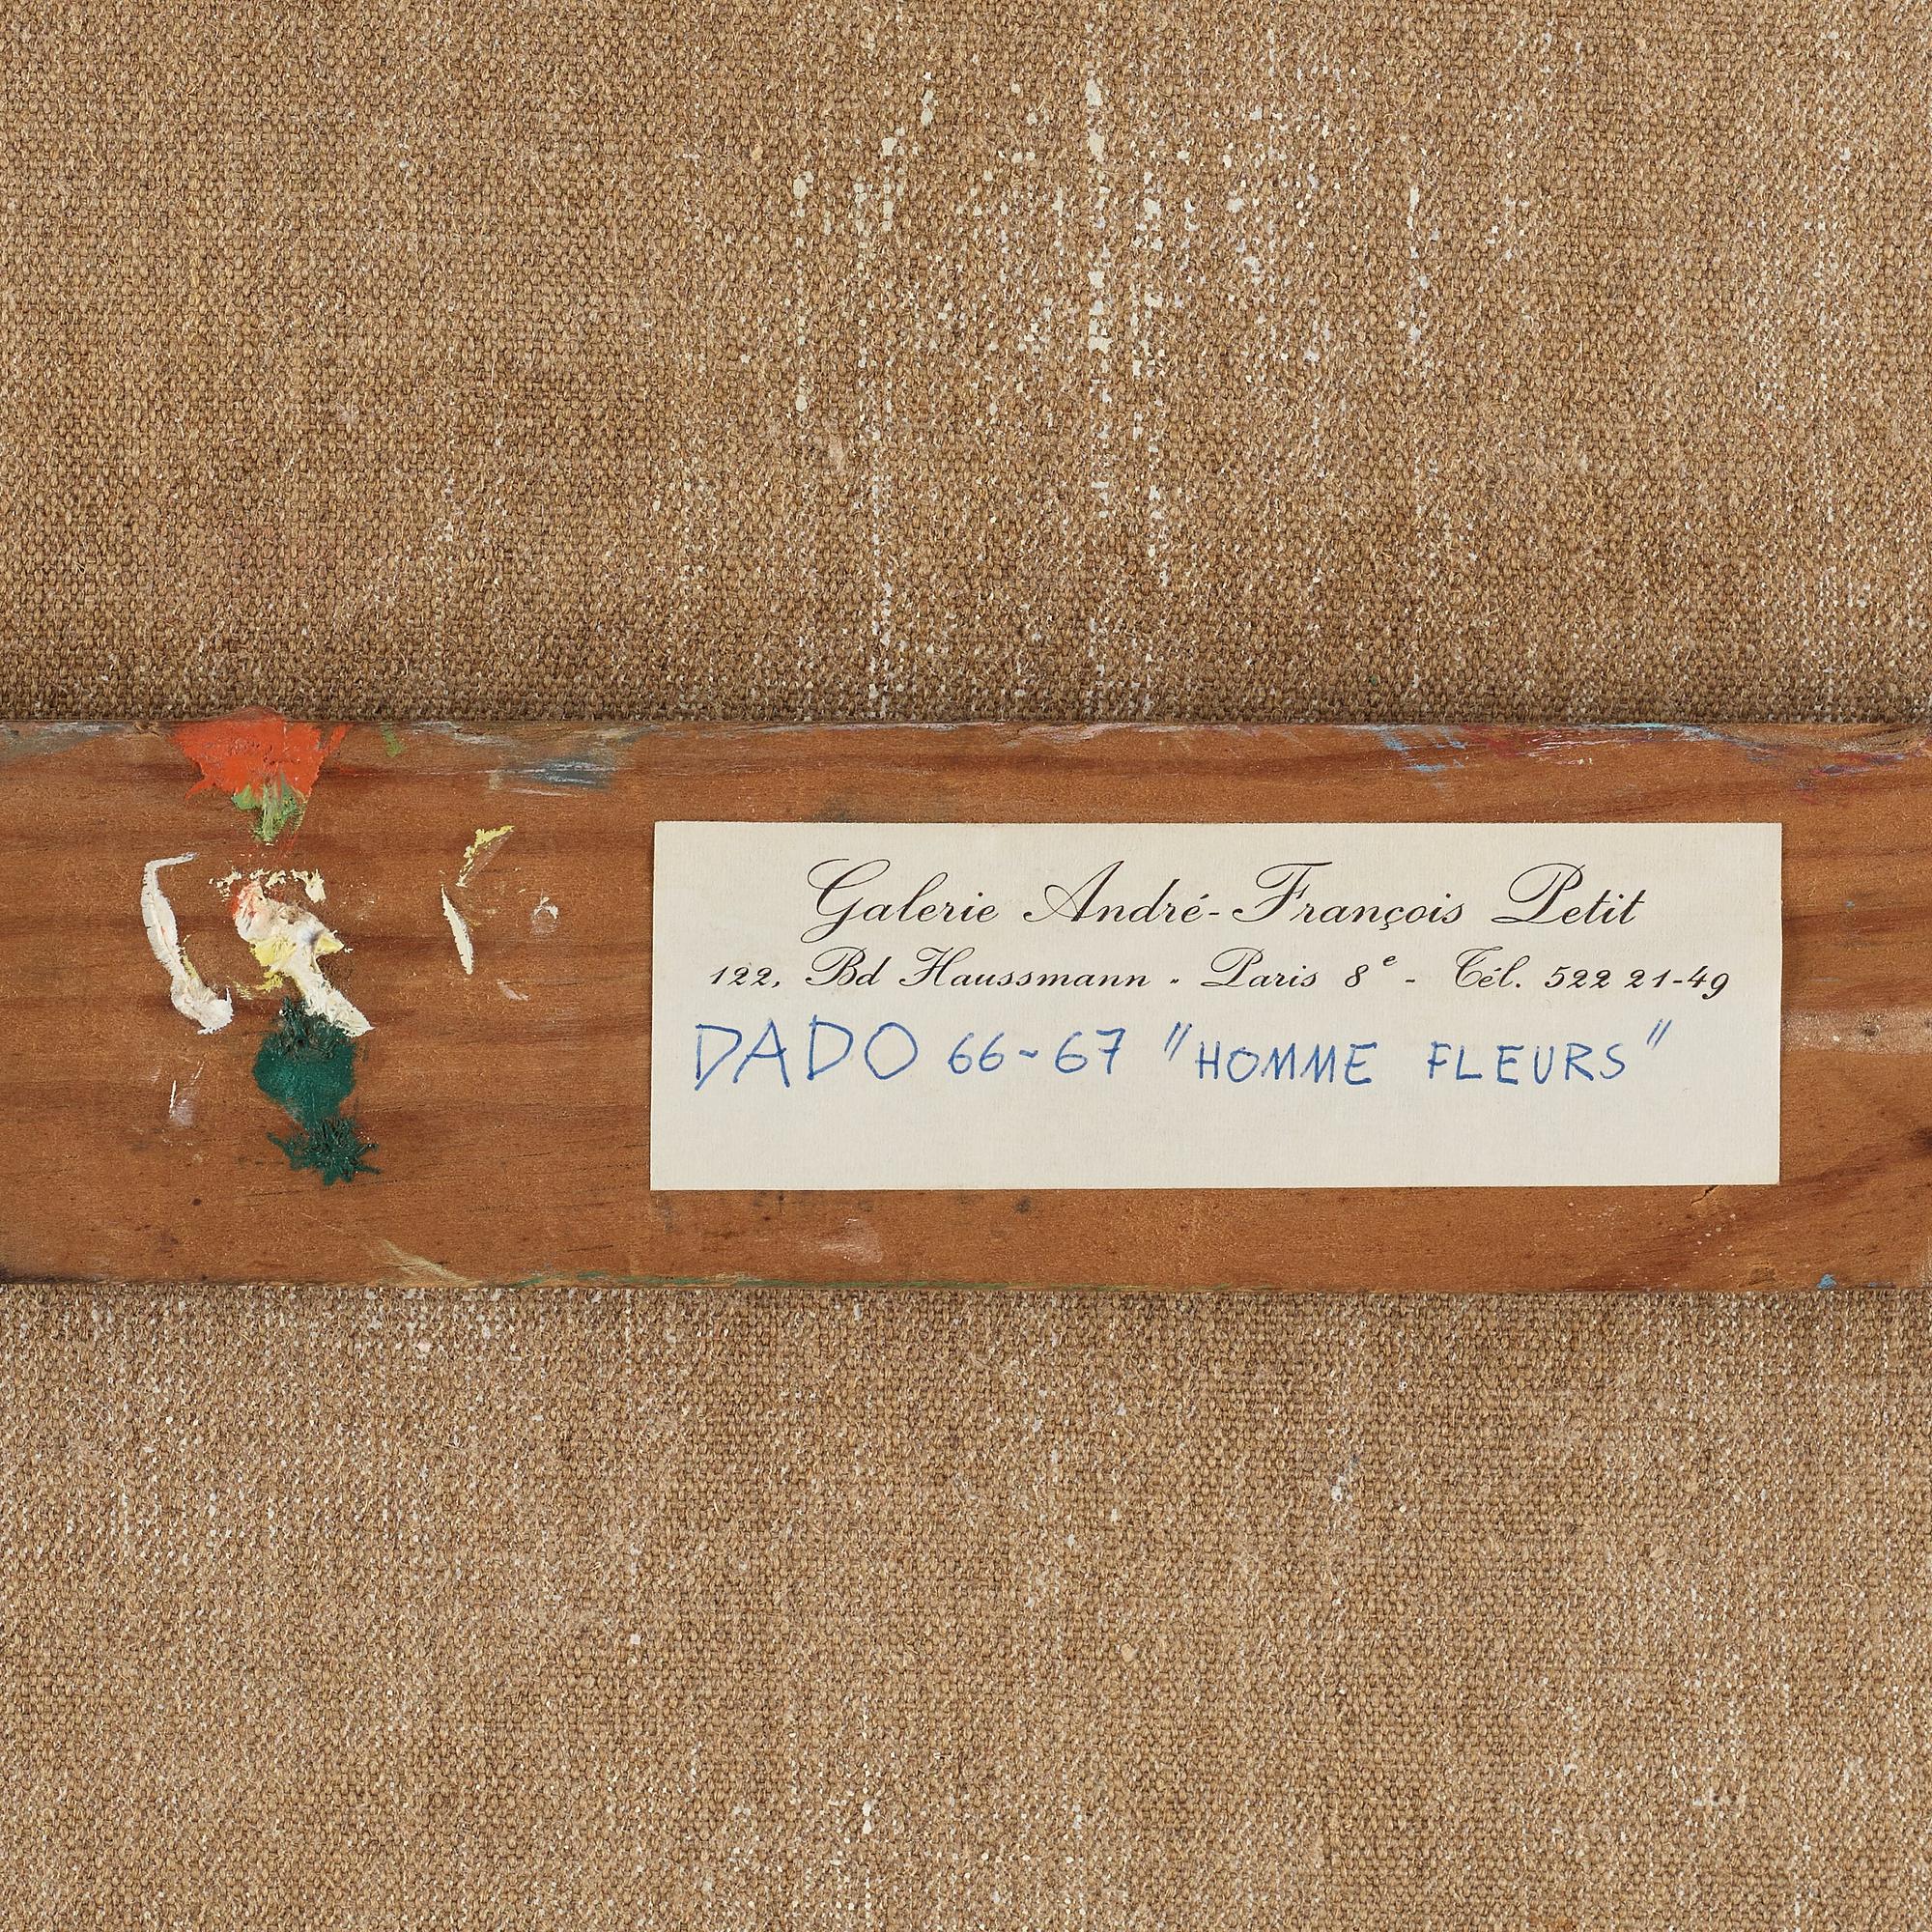 Galerie André-François Petit
122, Bd Haussmann - Paris 8e - Tél. 522 21-49
DADO 66-67 "HOMME FLEURS"